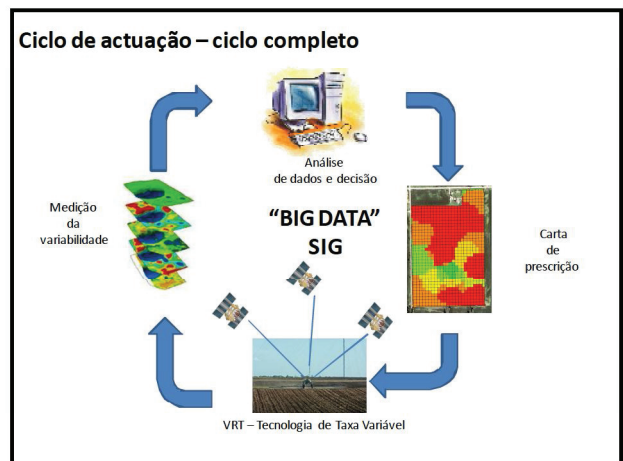 Ciclo de actuação – ciclo completo
Análise
de dados e decisão
Medição
da
variabilidade
“BIG DATA”
SIG
Carta
de
prescrição
VRT – Tecnologia de Taxa Variável